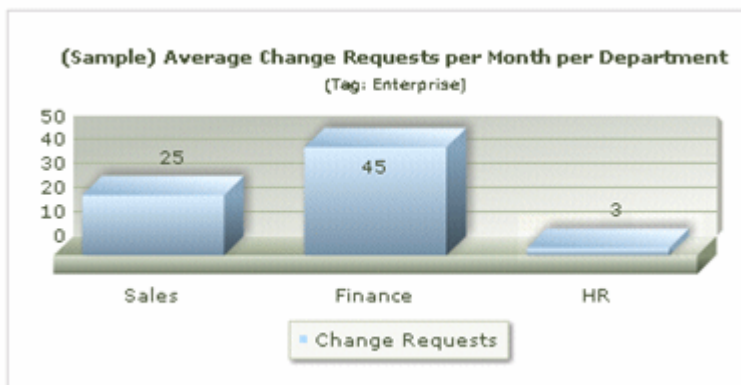 (Sample) Average Change Requests per Month per Department
(Tag: Enterprise)
50
40
30
20
10
0
25
45
3
Sales Finance HR
Change Requests